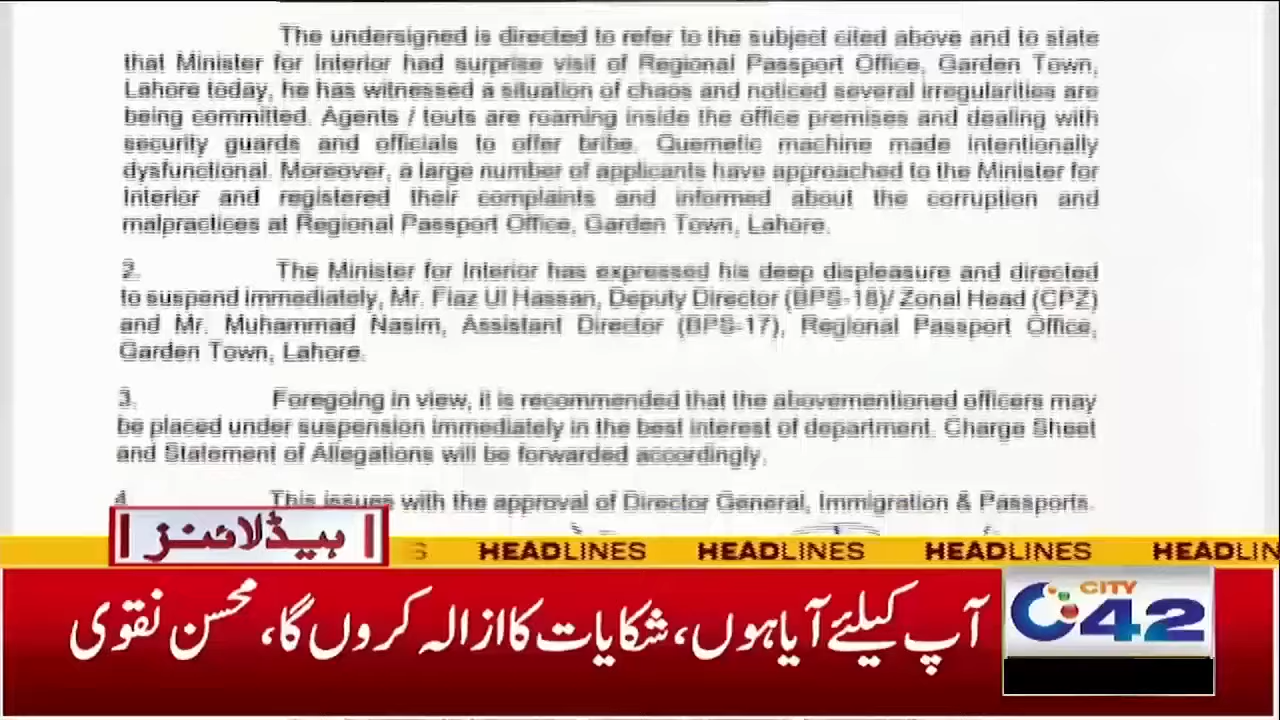 The undersigned is directed to refer to the subject cited above and to state
that Minister for Interior had surprise visit of Regional Passport Office, Garden Town,
Lahore today, he has witnessed a situation of chaos and noticed several irregularities are
being committed. Agents / touts are roaming inside the office premises and dealing with
security guards and officials to offer bribe. Quemetic machine made intentionally
dysfunctional. Moreover, a large number of applicants have approached to the Minister for
Interior and registered their complaints and informed about the corruption and
malpractices at Regional Passport Office, Garden Town, Lahore.
2. The Minister for Interior has expressed his deep displeasure and directed
to suspend immediately, Mr. Fiaz Ul Hassan, Deputy Director (BPS-18)/ Zonal Head (CPZ)
and Mr. Muhammad Nasim, Assistant Director (BPS-17), Regional Passport Office,
Garden Town, Lahore.
3. Foregoing in view, it is recommended that the abovementioned officers may
be placed under suspension immediately in the best interest of department. Charge Sheet
and Statement of Allegations will be forwarded accordingly.
4. This issues with the approval of Director General, Immigration & Passports.
ہیڈلائنز
S HEADLINES HEADLINES HEADLINES HEADLIN
آپ کیلئے آیا ہوں، شکایات کا ازالہ کروں گا، محسن نقوی
CITY
42